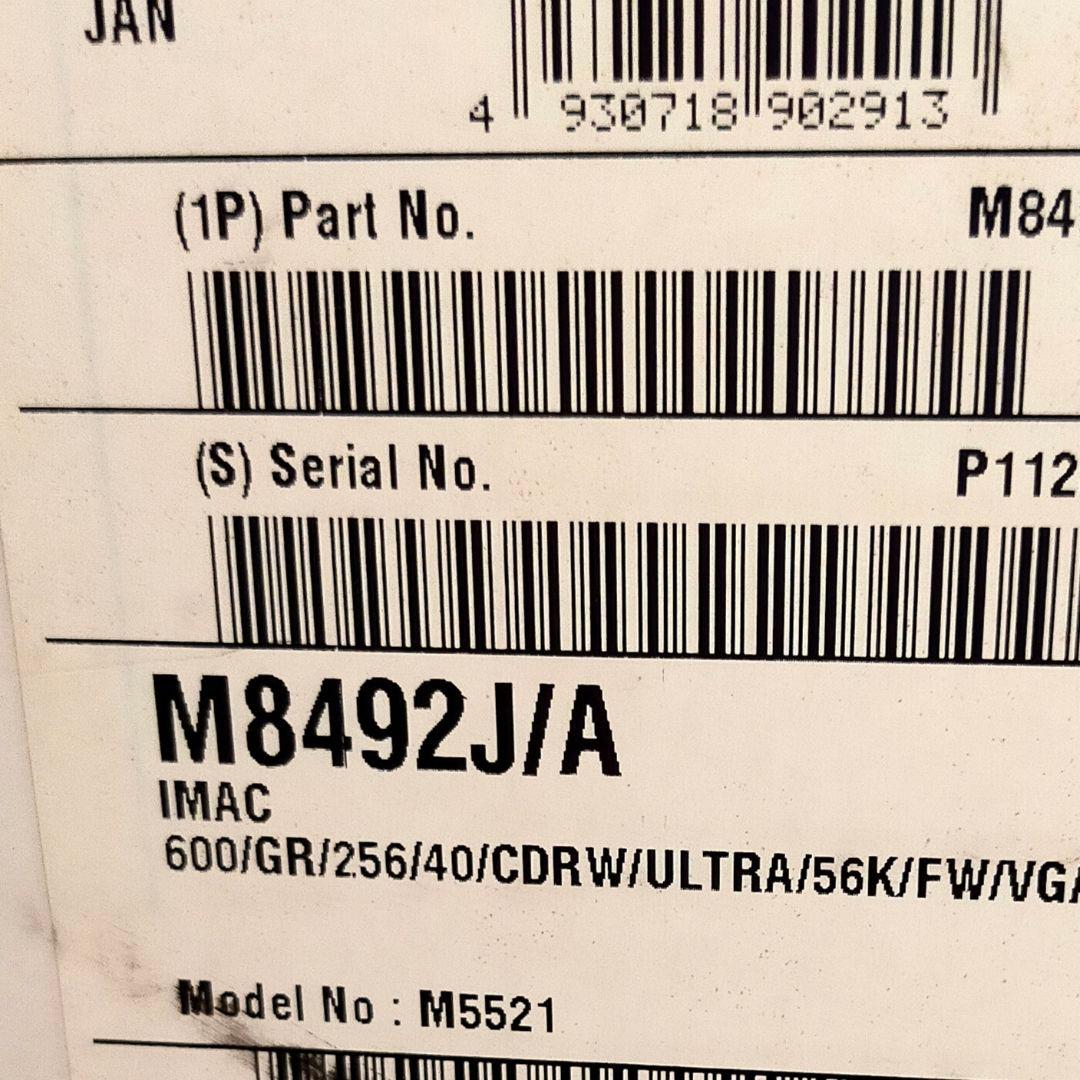 JAN
4 930718 902913
(1P) Part No. M84
(S) Serial No. P112
M8492J/A
IMAC
600/GR/256/40/CDRW/ULTRA/56K/FW/VGA
Model No : M5521